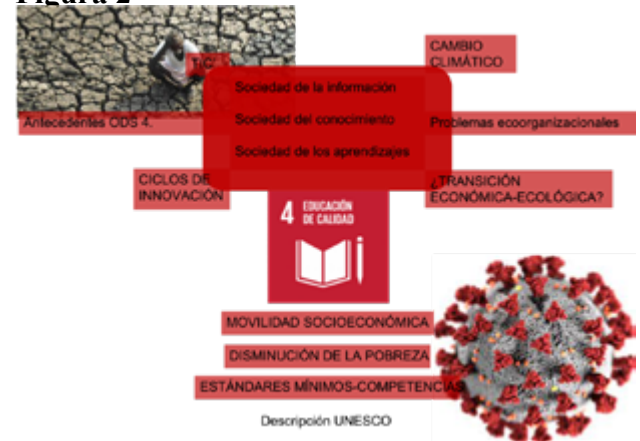 Figura 2
CAMBIO
CLIMÁTICO
TIC
Sociedad de la información
Antecedentes ODS 4.
Sociedad del conocimiento
Problemas ecoorganizacionales
Sociedad de los aprendizajes
CICLOS DE
INNOVACIÓN
¿TRANSICIÓN
ECONÓMICA-ECOLÓGICA?
4 EDUCACIÓN
DE CALIDAD
MOVILIDAD SOCIOECONÓMICA
DISMINUCIÓN DE LA POBREZA
ESTÁNDARES MÍNIMOS-COMPETENCIAS
Descripción UNESCO